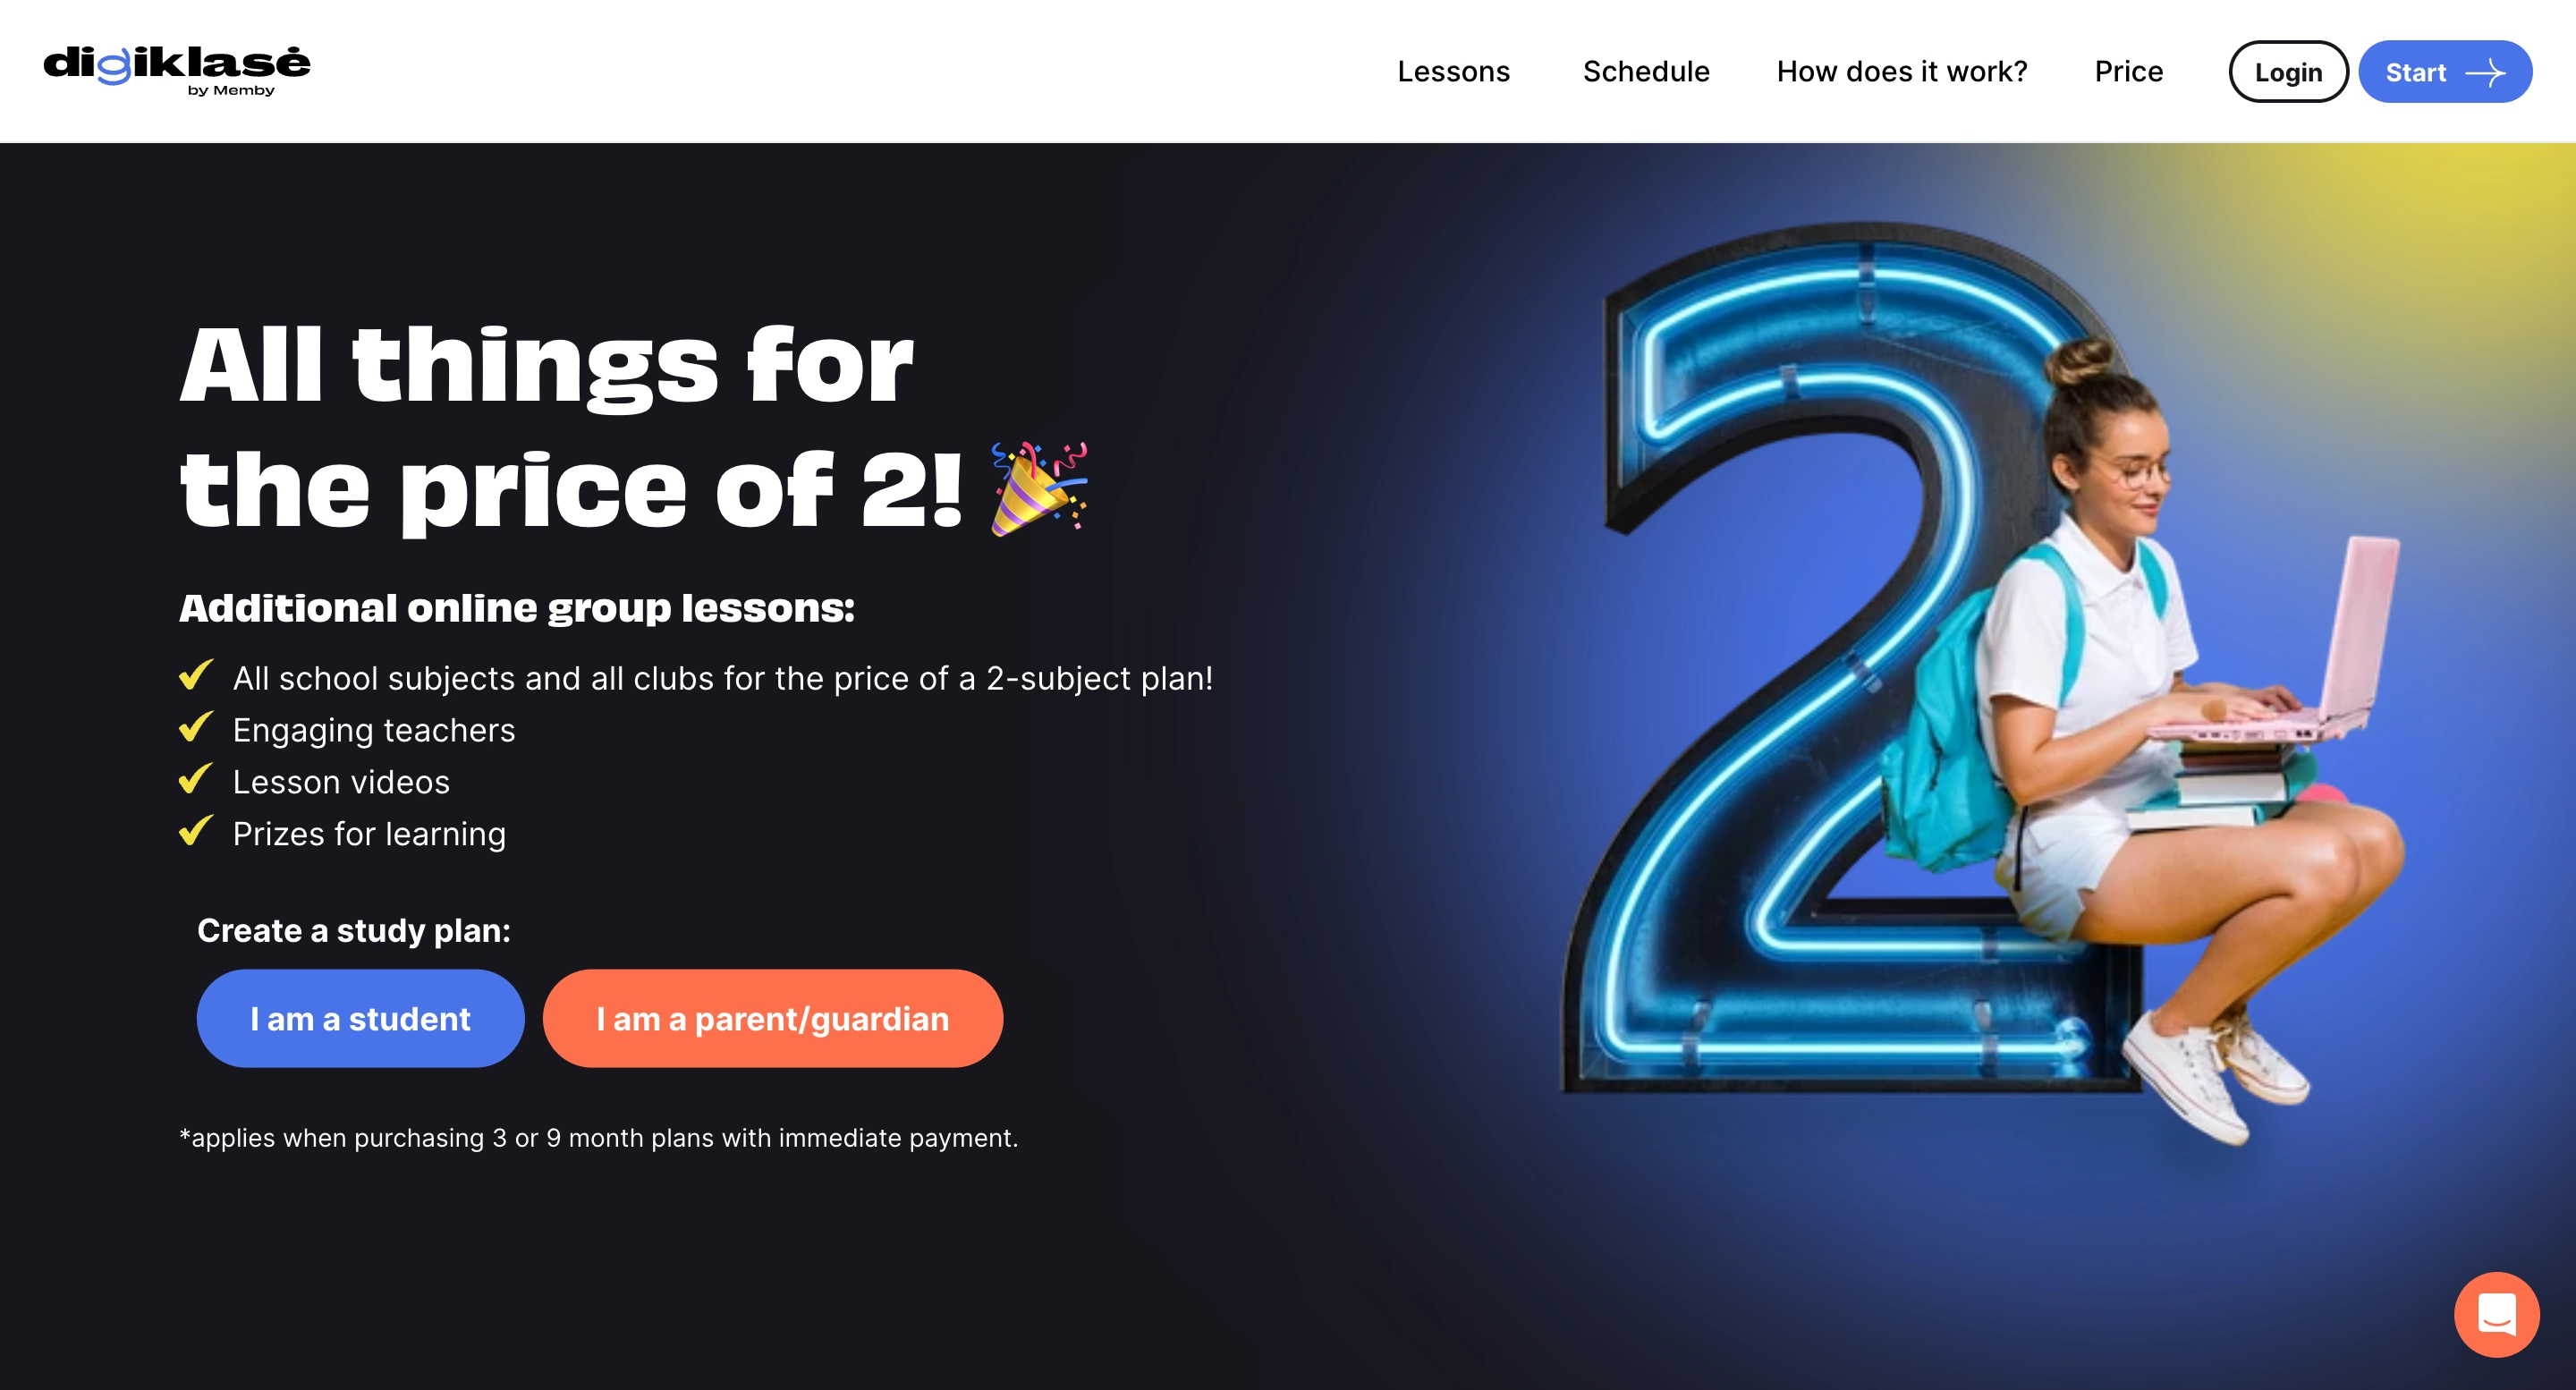 digiklasė
by Memby
Lessons
Schedule
How does it work?
Price
Login
Start
All things for
the price of 2! 🎉
Additional online group lessons:
All school subjects and all clubs for the price of a 2-subject plan!
Engaging teachers
Lesson videos
Prizes for learning
Create a study plan:
I am a student
I am a parent/guardian
*applies when purchasing 3 or 9 month plans with immediate payment.
2